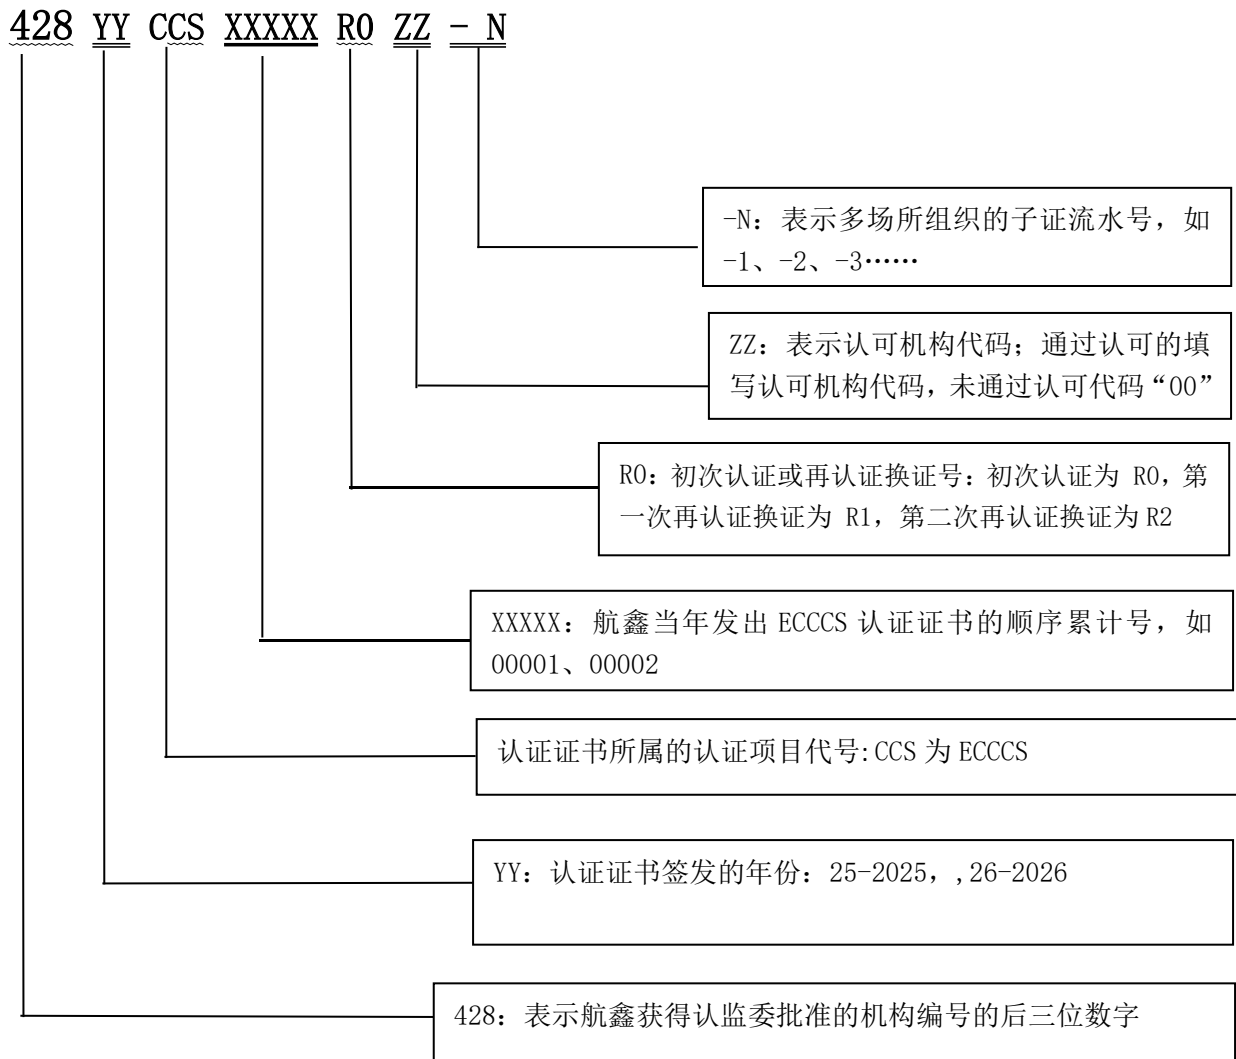 428 YY CCS XXXXX R0 ZZ - N
-N：表示多场所组织的子证流水号，如
-1、-2、-3……
ZZ：表示认可机构代码；通过认可的填
写认可机构代码，未通过认可代码“00”
R0：初次认证或再认证换证号：初次认证为 R0，第
一次再认证换证为 R1，第二次再认证换证为 R2
XXXXX：航鑫当年发出 ECCCS 认证证书的顺序累计号，如
00001、00002
认证证书所属的认证项目代号：CCS 为 ECCCS
YY：认证证书签发的年份：25-2025，,26-2026
428：表示航鑫获得认监委批准的机构编号的后三位数字